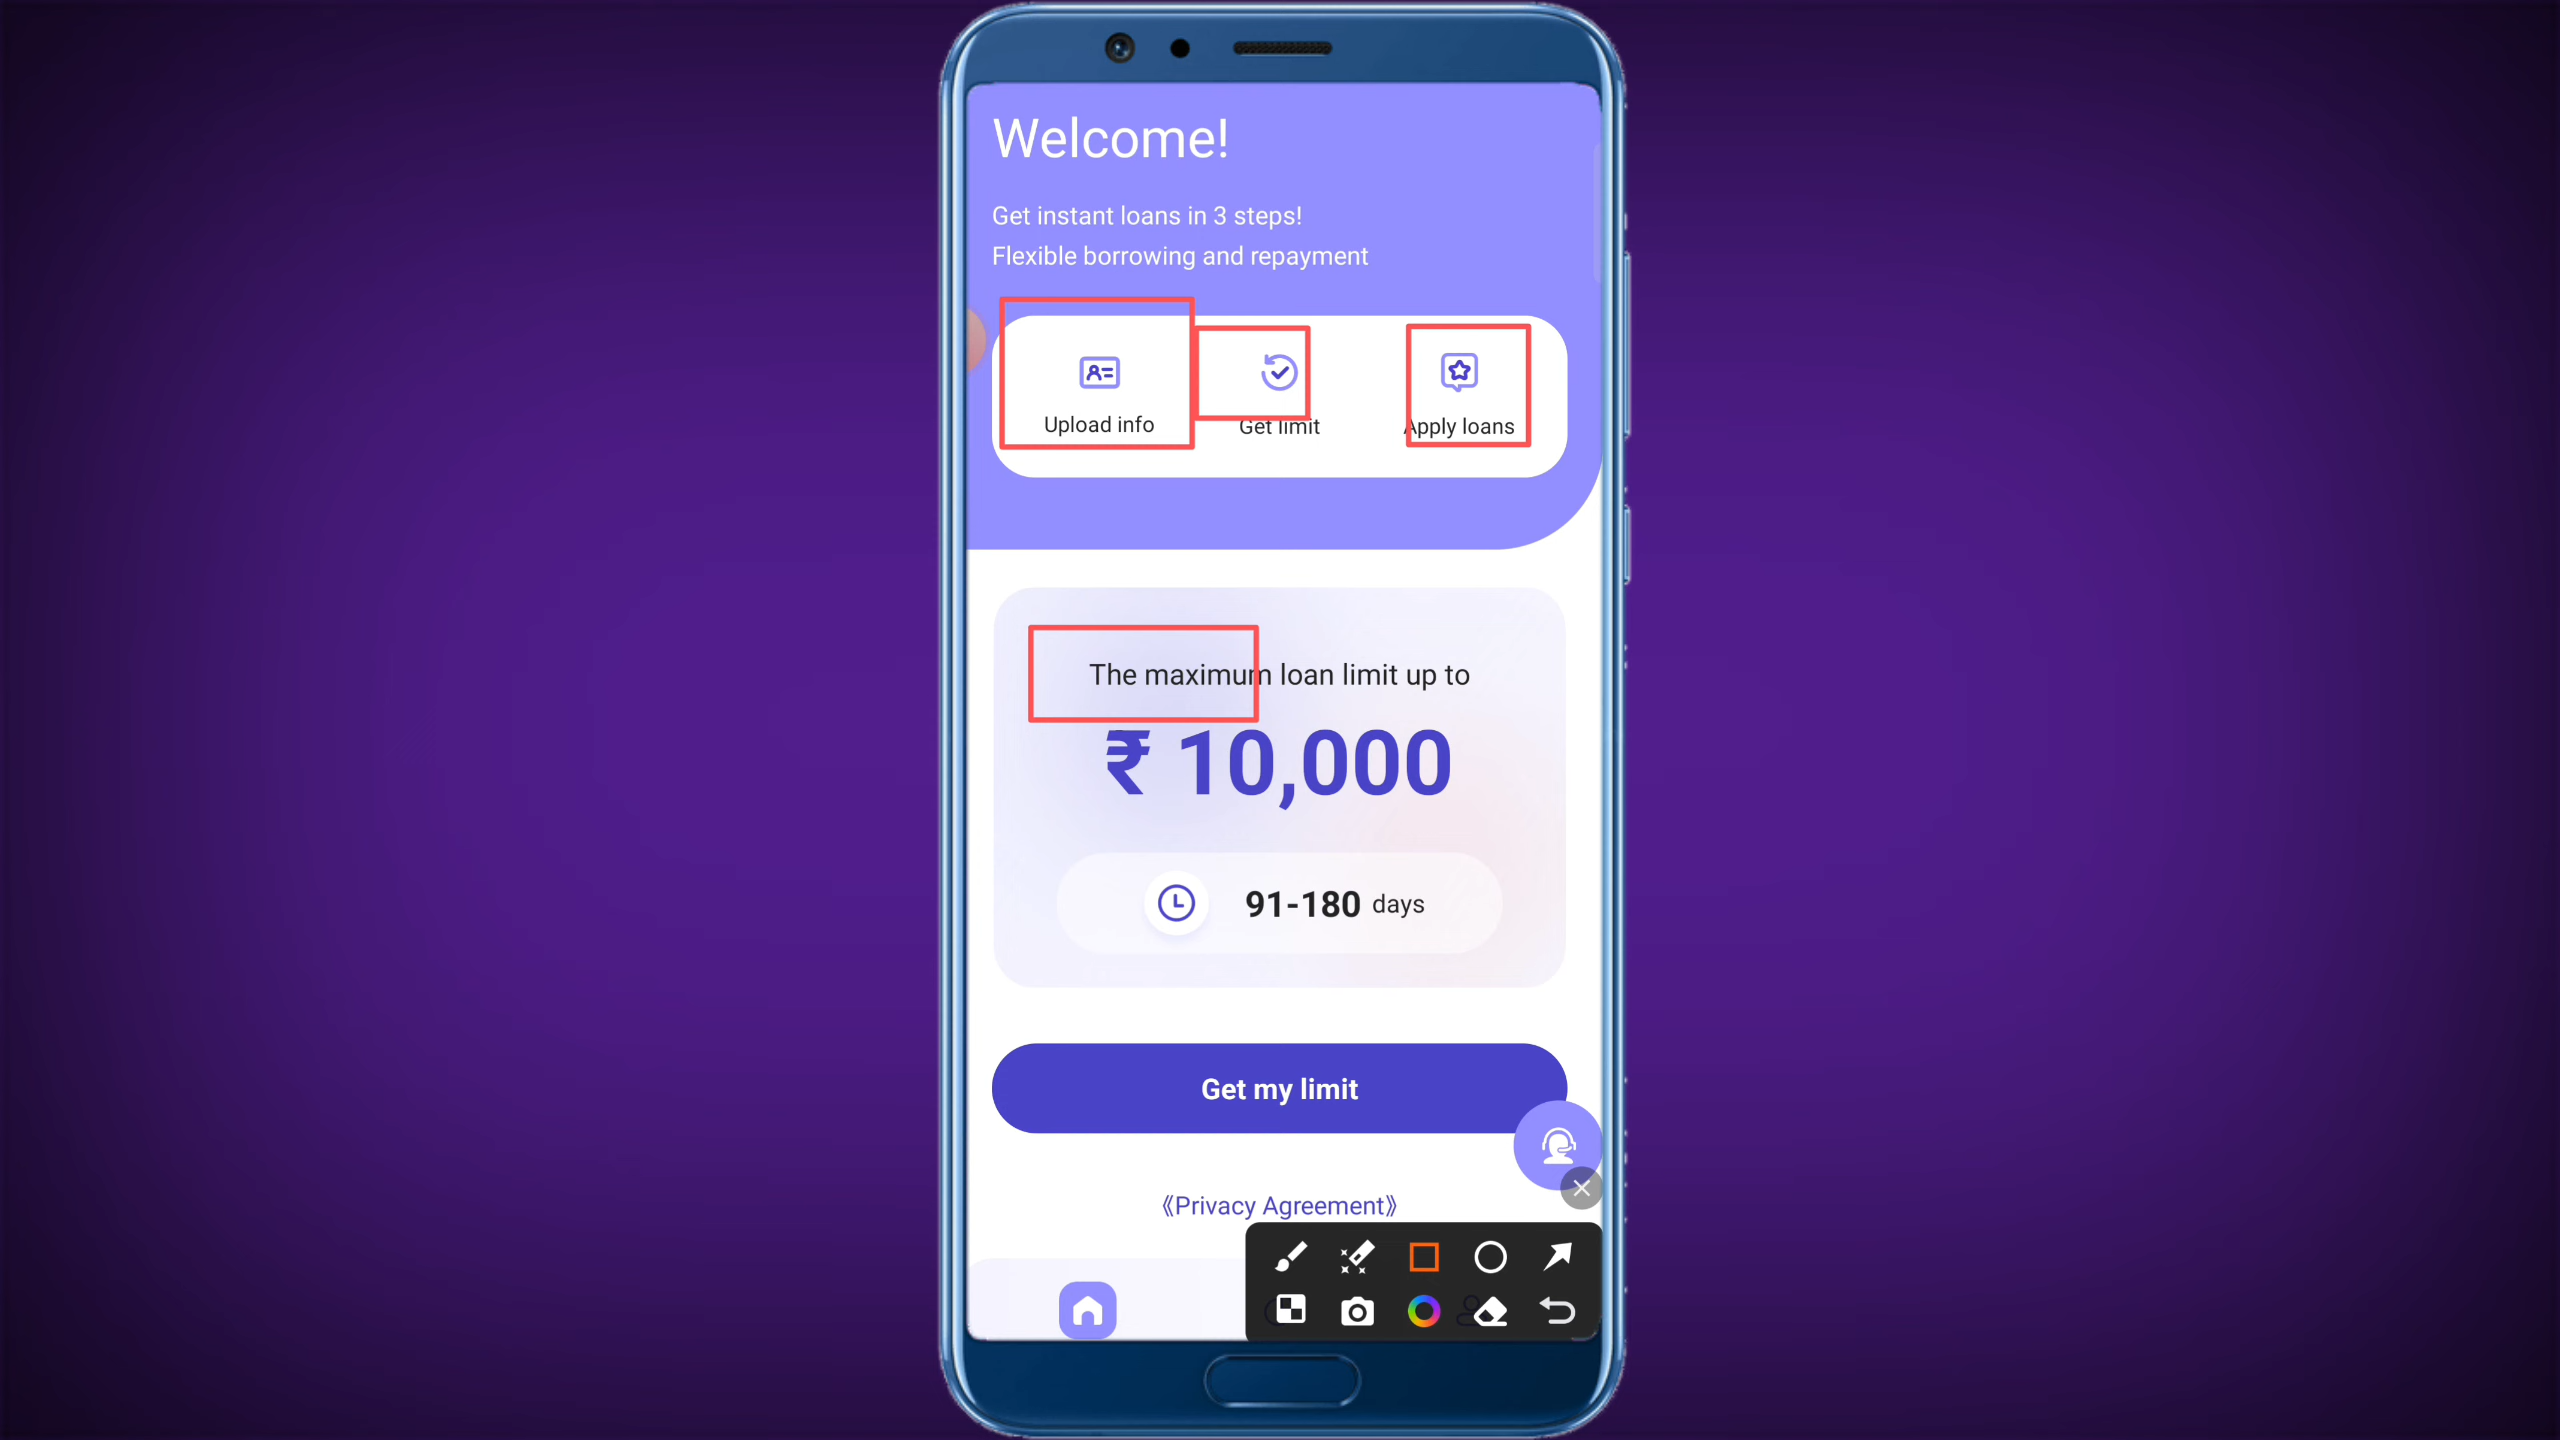 Welcome!
Get instant loans in 3 steps!
Flexible borrowing and repayment
Upload info
Get limit
Apply loans
The maximum loan limit up to
₹ 10,000
91-180 days
Get my limit
《Privacy Agreement》